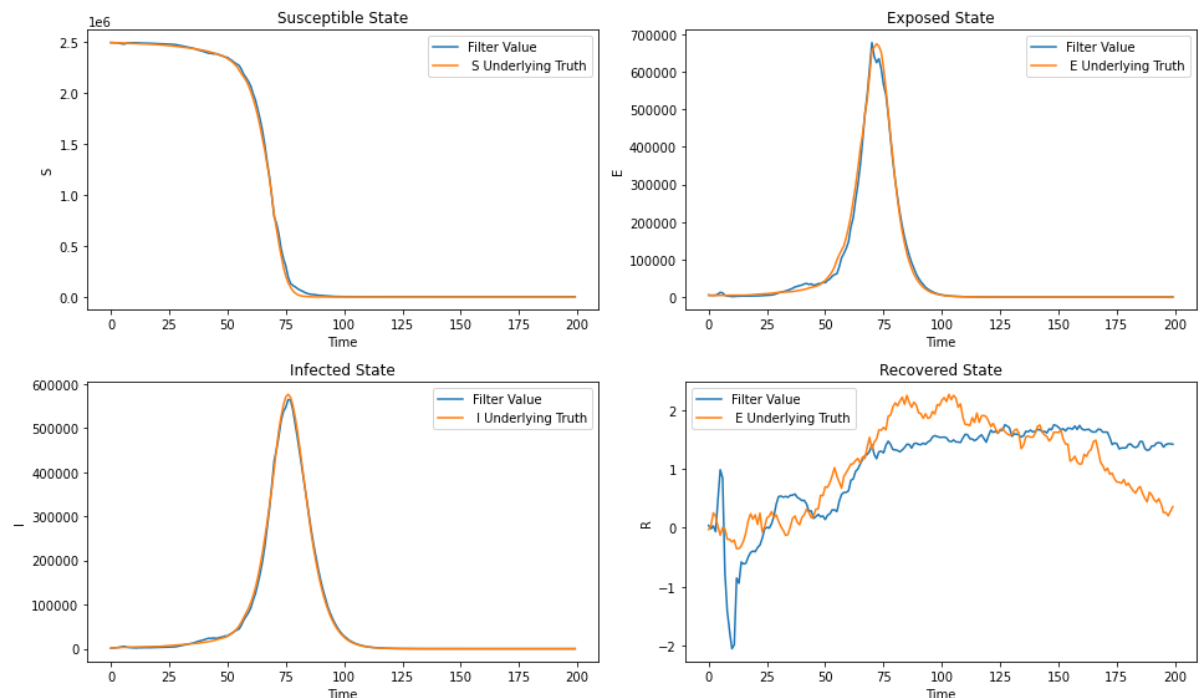 Susceptible State
1e6
2.5
2.0
1.5
1.0
0.5
0.0
S
0
25
50
75
100
125
150
175
200
Time
Filter Value
S Underlying Truth
Exposed State
700000
600000
500000
400000
300000
200000
100000
0
E
0
25
50
75
100
125
150
175
200
Time
Filter Value
E Underlying Truth
Infected State
600000
500000
400000
300000
200000
100000
0
I
0
25
50
75
100
125
150
175
200
Time
Filter Value
I Underlying Truth
Recovered State
2
1
0
−1
−2
R
0
25
50
75
100
125
150
175
200
Time
Filter Value
E Underlying Truth